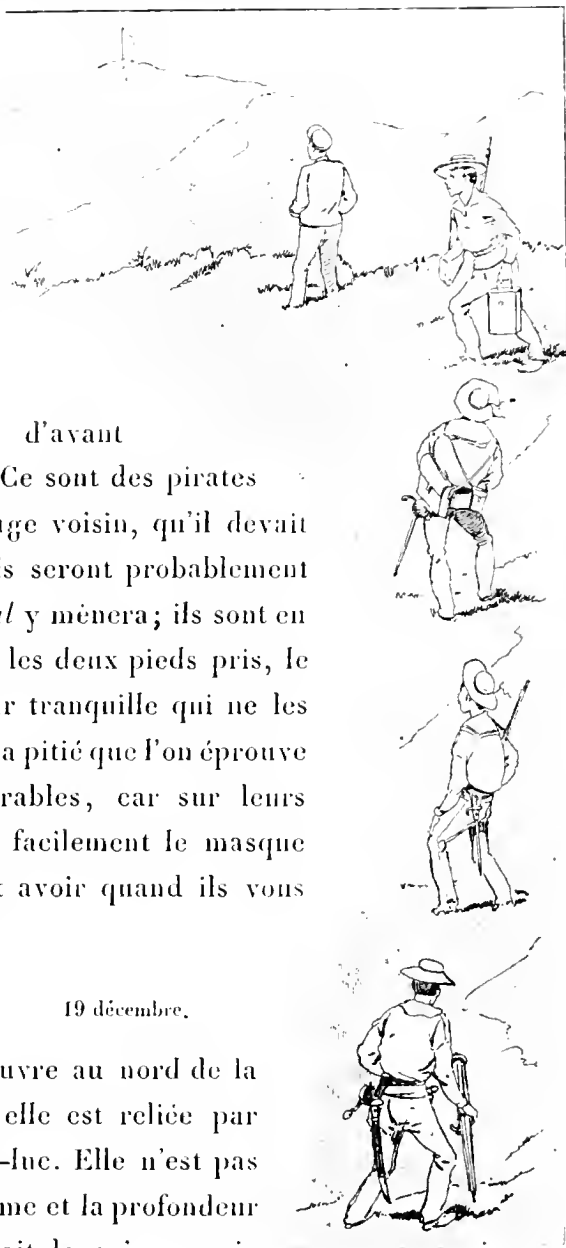 d'avant
Ce sont des pirates
age voisin, qu'il devait
s seront probablement
l y mènera; ils sont en
les deux pieds pris, le
r tranquille qui ne les
a pitié que l'on éprouve
rables, car sur leurs
facilement le masque
t avoir quand ils vous
19 décembre.
uvre au nord de la
elle est reliée par
-luc. Elle n'est pas
me et la profondeur